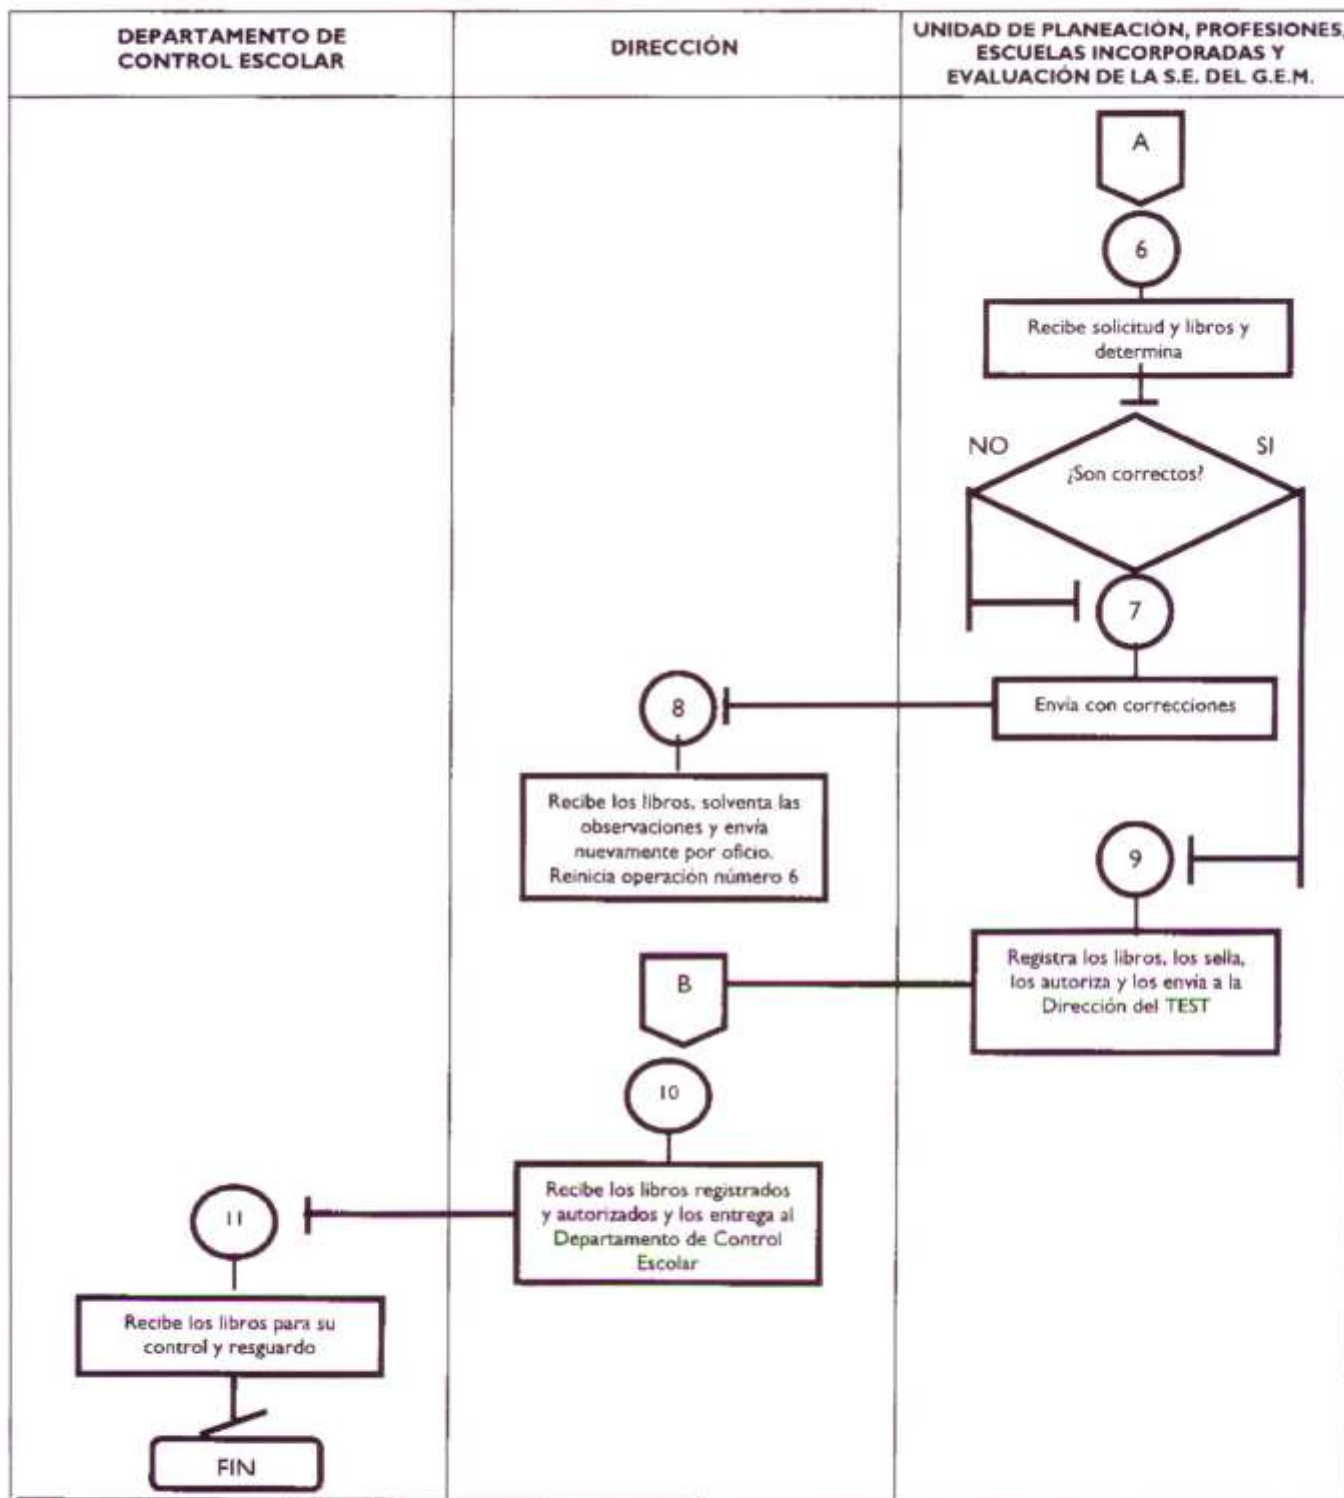 DEPARTAMENTO DE
CONTROL ESCOLAR
DIRECCIÓN
UNIDAD DE PLANEACIÓN, PROFESIONES,
ESCUELAS INCORPORADAS Y
EVALUACIÓN DE LA S.E. DEL G.E.M.
A
6
Recibe solicitud y libros y
determina
NO
SI
¿Son correctos?
7
Envía con correcciones
8
Recibe los libros, solventa las
observaciones y envía
nuevamente por oficio.
Reinicia operación número 6
9
Registra los libros, los sella,
los autoriza y los envía a la
Dirección del TEST
B
10
Recibe los libros registrados
y autorizados y los entrega al
Departamento de Control
Escolar
11
Recibe los libros para su
control y resguardo
FIN